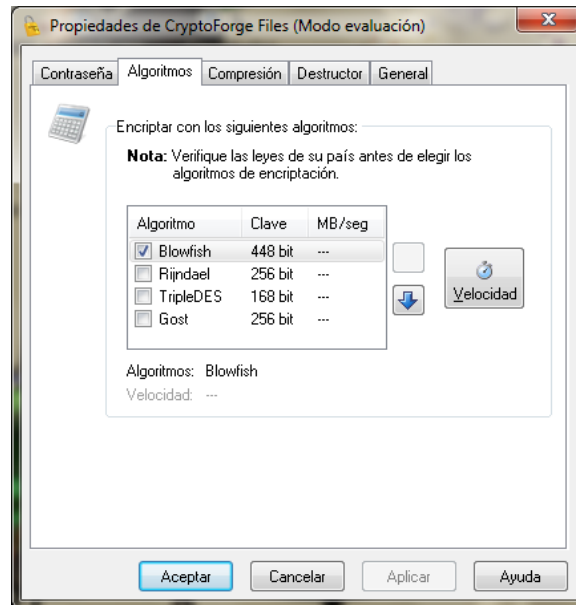 Propiedades de CryptoForge Files (Modo evaluación)
x
Contraseña Algoritmos Compresión Destructor General
Encriptar con los siguientes algoritmos:
Nota: Verifique las leyes de su país antes de elegir los
algoritmos de encriptación.
Algoritmo Clave MB/seg
Blowfish 448 bit ---
Rijndael 256 bit ---
TripleDES 168 bit ---
Gost 256 bit ---
Velocidad
Algoritmos: Blowfish
Velocidad: ---
Aceptar Cancelar Aplicar Ayuda